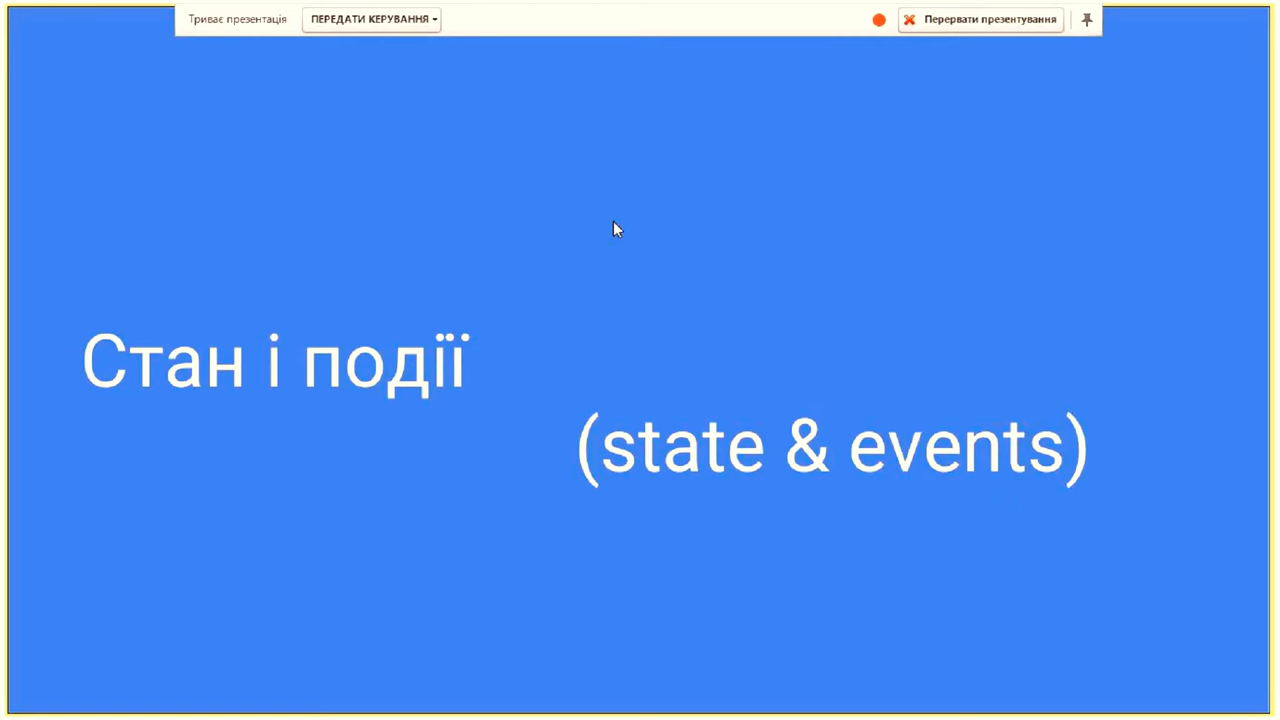 Триває презентація ПЕРЕДАТИ КЕРУВАННЯ Перервати презентування
Стан і події
(state & events)